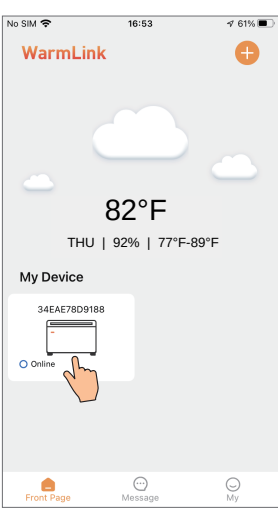 No SIM 16:53 61%
WarmLink
82°F
THU | 92% | 77°F-89°F
My Device
34EAE78D9188
Online
Front Page Message My